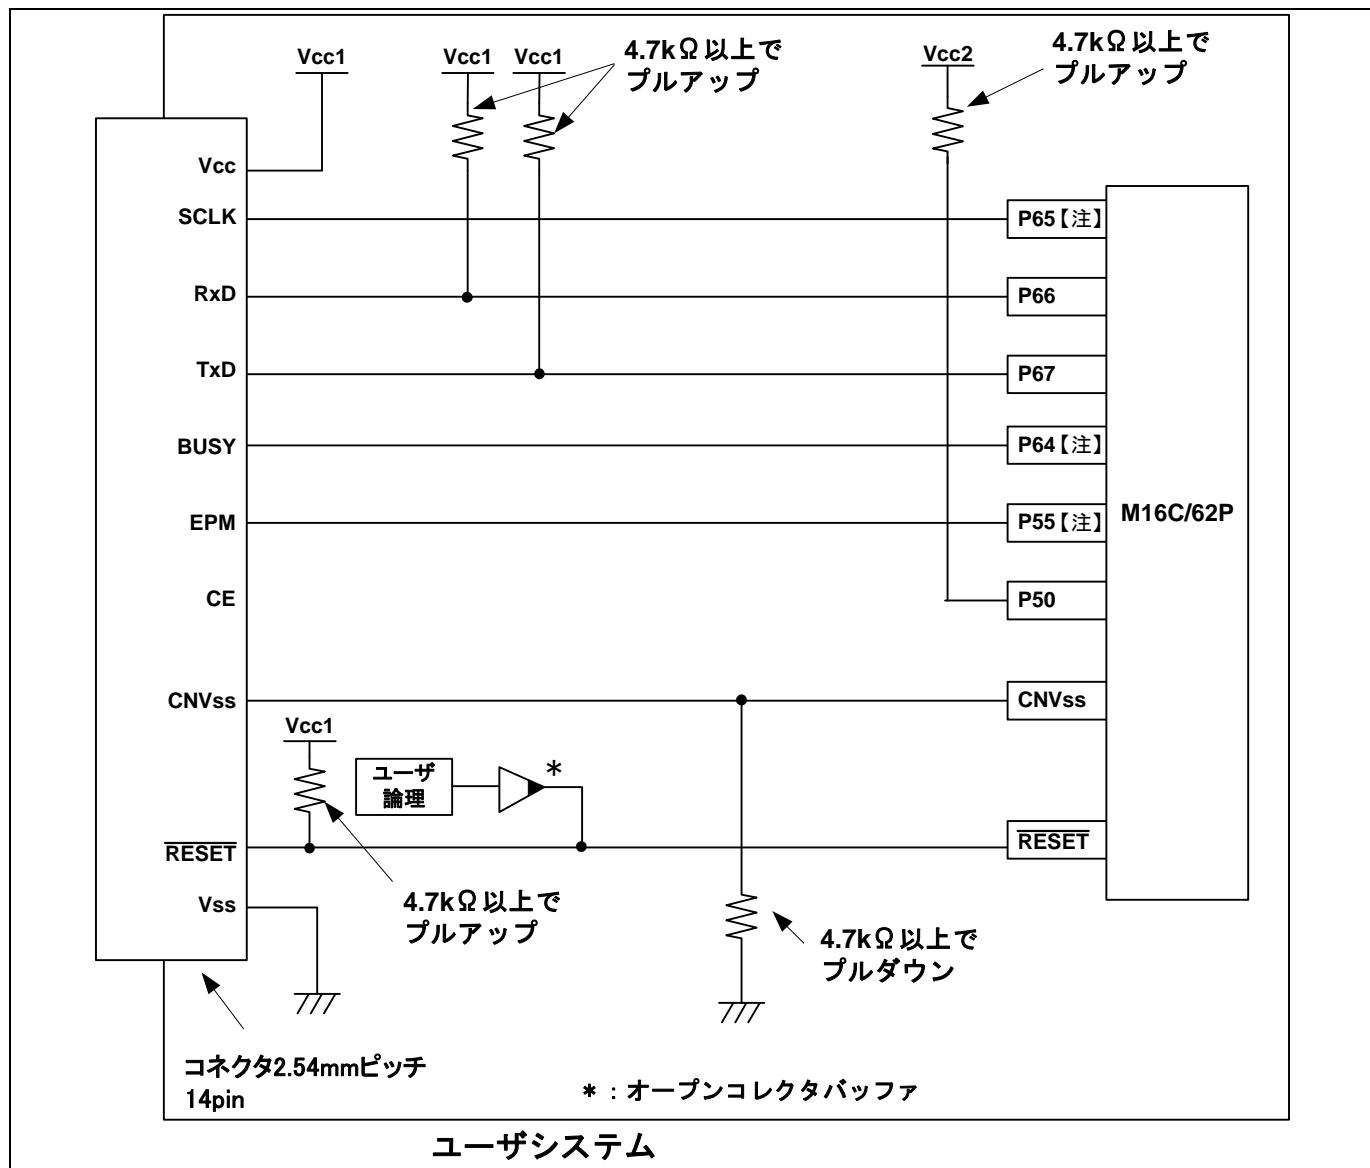 Vcc1
Vcc1
Vcc1
4.7kΩ以上で
プルアップ
Vcc2
4.7kΩ以上で
プルアップ
Vcc
SCLK
P65【注】
RxD
P66
TxD
P67
BUSY
P64【注】
EPM
P55【注】
M16C/62P
CE
P50
CNVss
CNVss
Vcc1
ユーザ
論理
*
RESET
RESET
Vss
4.7kΩ以上で
プルアップ
4.7kΩ以上で
プルダウン
コネクタ2.54mmピッチ
14pin
*：オープンコレクタバッファ
ユーザシステム